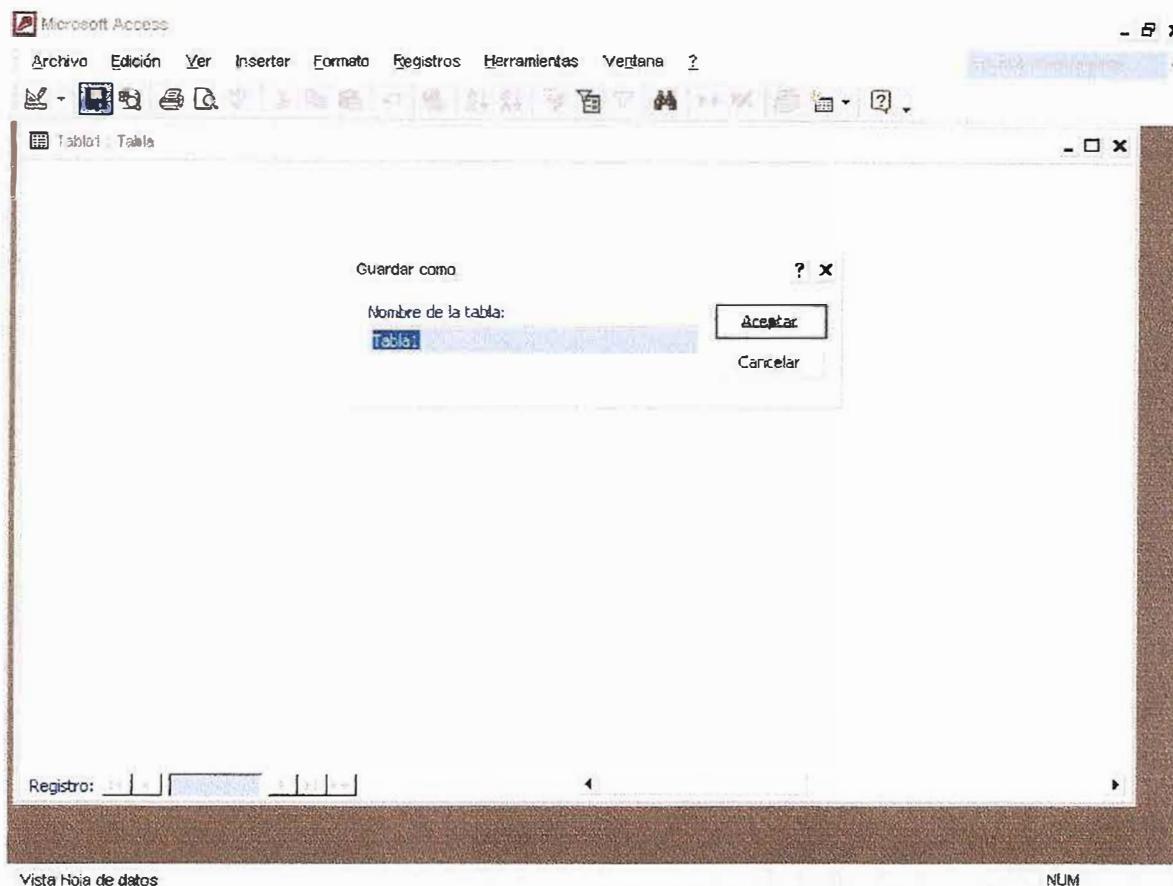 Microsoft Access
Archivo Edición Ver Insertar Formato Registros Herramientas Ventana ?
Tabla1 : Tabla
Guardar como
Nombre de la tabla:
Aceptar
Tabla1
Cancelar
Registro:
Vista Hoja de datos NUM